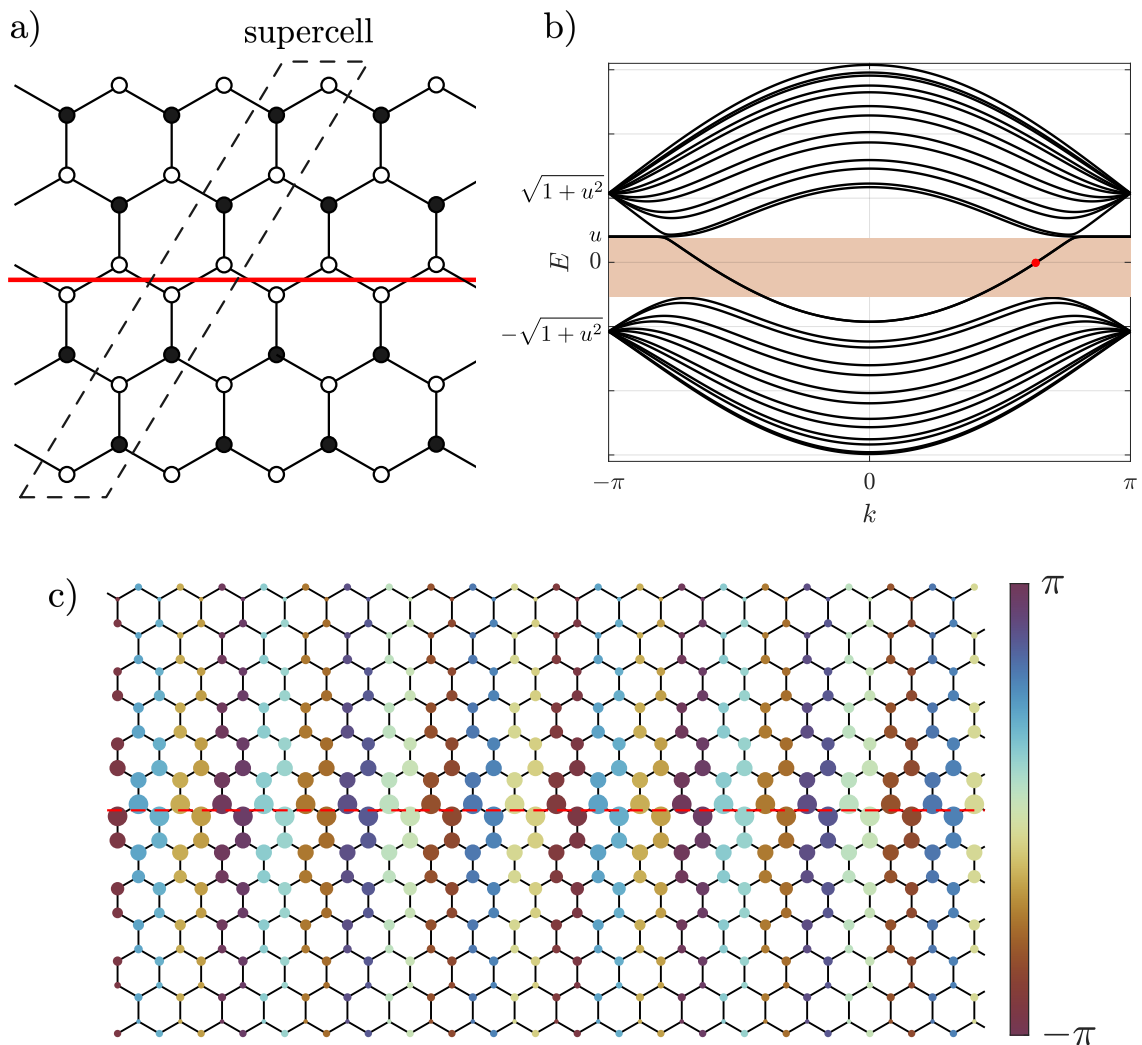 a)
supercell
b)
√1 + u²
u
0
−√1 + u²
E
−π
0
π
k
c)
π
−π